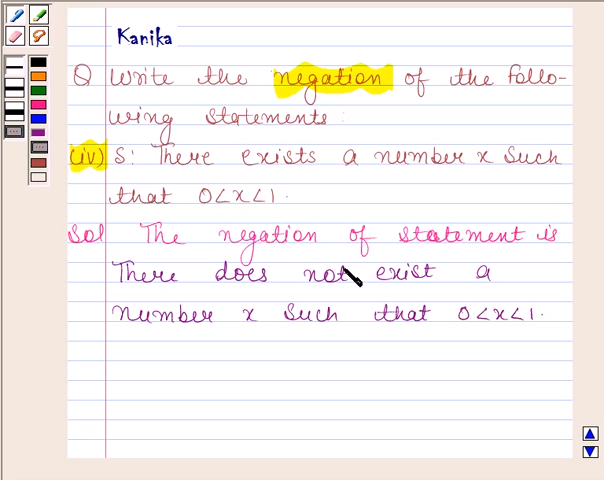 Kanika
Q Write the negation of the follo-
wing statements:
(iv) S: There exists a number x such
that 0<x<1.
Sol The negation of statement is
There does not exist a
number x such that 0<x<1.